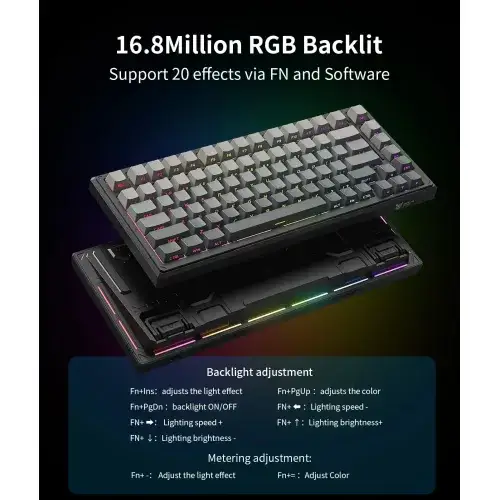 16.8Million RGB Backlit
Support 20 effects via FN and Software
Backlight adjustment
Fn+Ins: adjusts the light effect
Fn+PgUp : adjusts the color
Fn+PgDn : backlight ON/OFF
FN+ ⬅ : Lighting speed -
FN+ ➡ : Lighting speed +
FN+ ↑ : Lighting brightness+
FN+ ↓ : Lighting brightness -
Metering adjustment:
Fn+ - : Adjust the light effect
Fn+= : Adjust Color